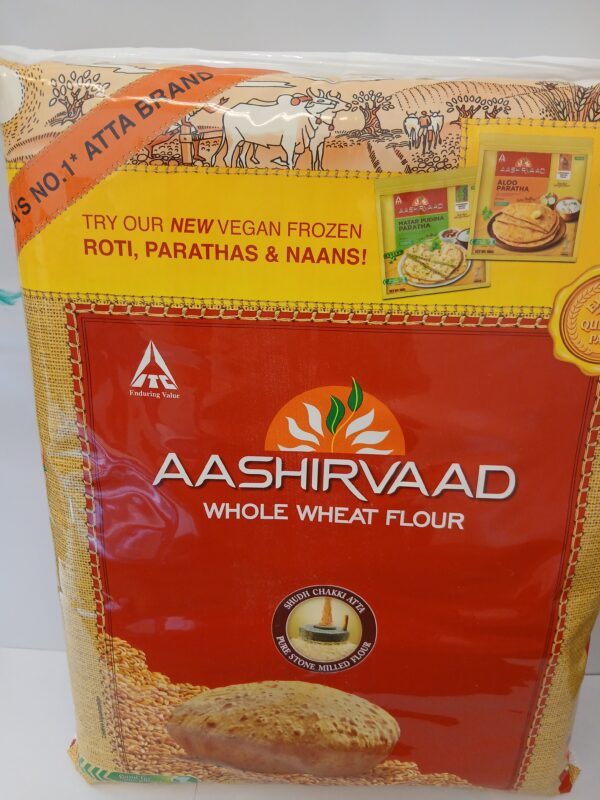 'S NO.1* ATTA BRAND
TRY OUR NEW VEGAN FROZEN
ROTI, PARATHAS & NAANS!
AASHIRVAAD
MATAR PUDINA
PARATHA
AASHIRVAAD
ALOO
PARATHA
ITC
Enduring Value
AASHIRVAAD
WHOLE WHEAT FLOUR
SHUDH CHAKKI ATTA
PURE STONE MILLED FLOUR